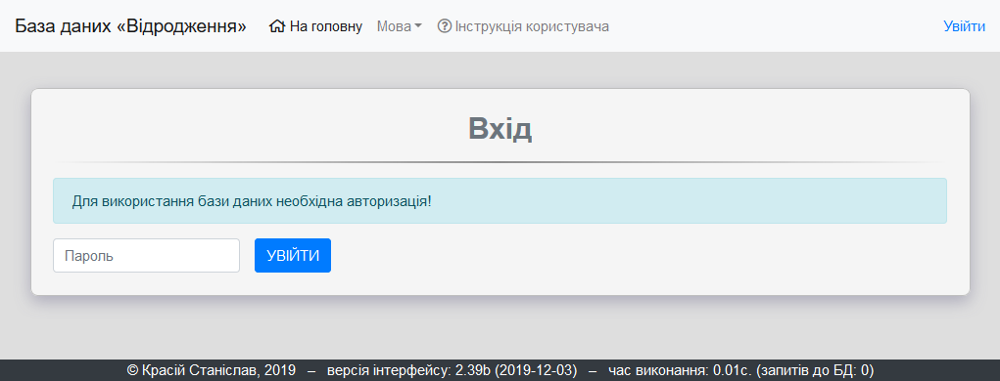 База даних «Відродження» На головну Мова Інструкція користувача Увійти
Вхід
Для використання бази даних необхідна авторизація!
Пароль УВІЙТИ
© Красій Станіслав, 2019 – версія інтерфейсу: 2.39b (2019-12-03) – час виконання: 0.01с. (запитів до БД: 0)